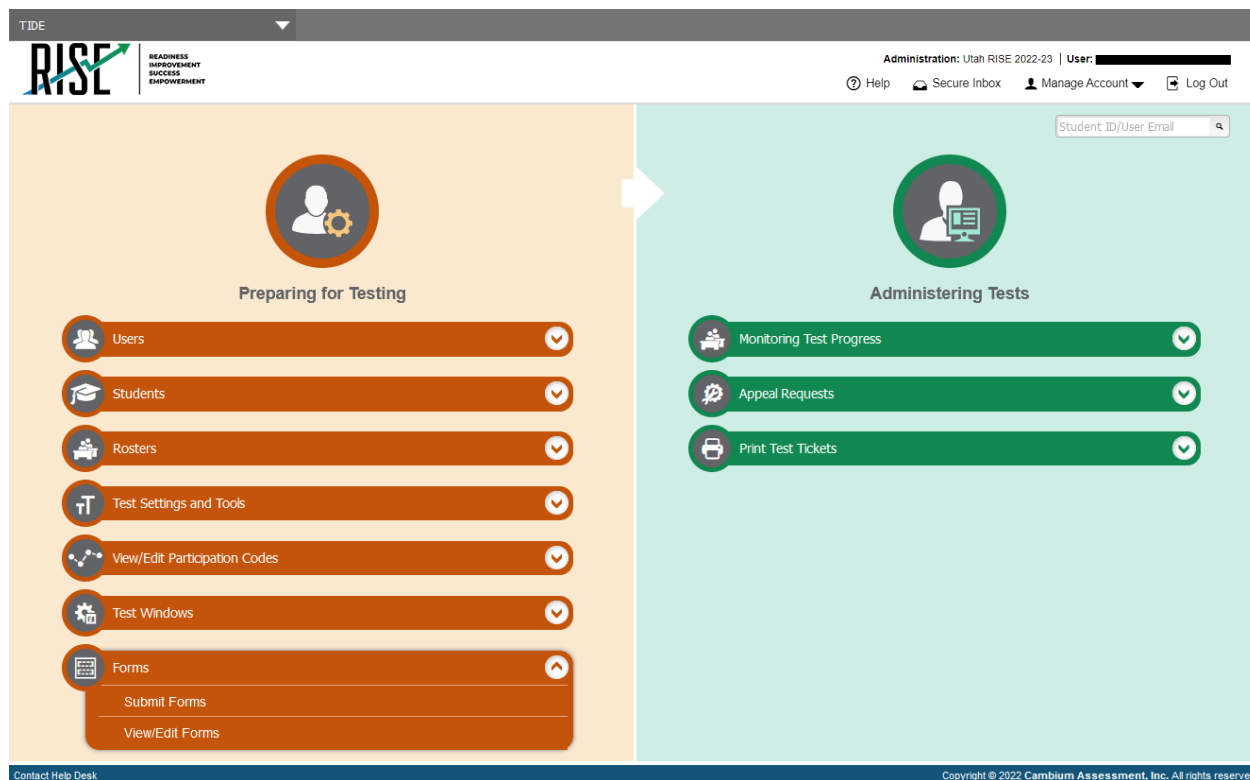 TIDE
RISE
READINESS
IMPROVEMENT
SUCCESS
EMPOWERMENT
Administration: Utah RISE 2022-23 | User:
Help Secure Inbox Manage Account Log Out
Student ID/User Email
Preparing for Testing
Users
Students
Rosters
Test Settings and Tools
View/Edit Participation Codes
Test Windows
Forms
Submit Forms
View/Edit Forms
Administering Tests
Monitoring Test Progress
Appeal Requests
Print Test Tickets
Contact Help Desk
Copyright © 2022 Cambium Assessment, Inc. All rights reserve